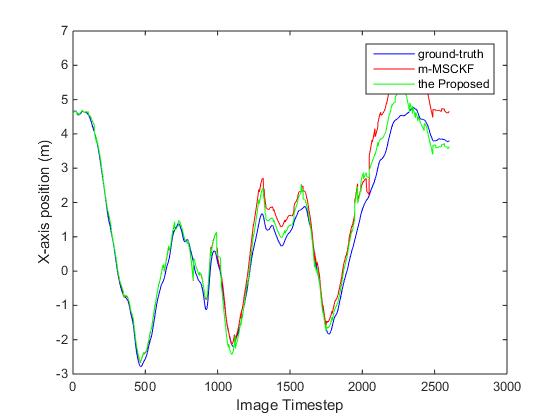 7
6
5
4
3
2
1
0
-1
-2
-3
X-axis position (m)
ground-truth
m-MSCKF
the Proposed
0 500 1000 1500 2000 2500 3000
Image Timestep